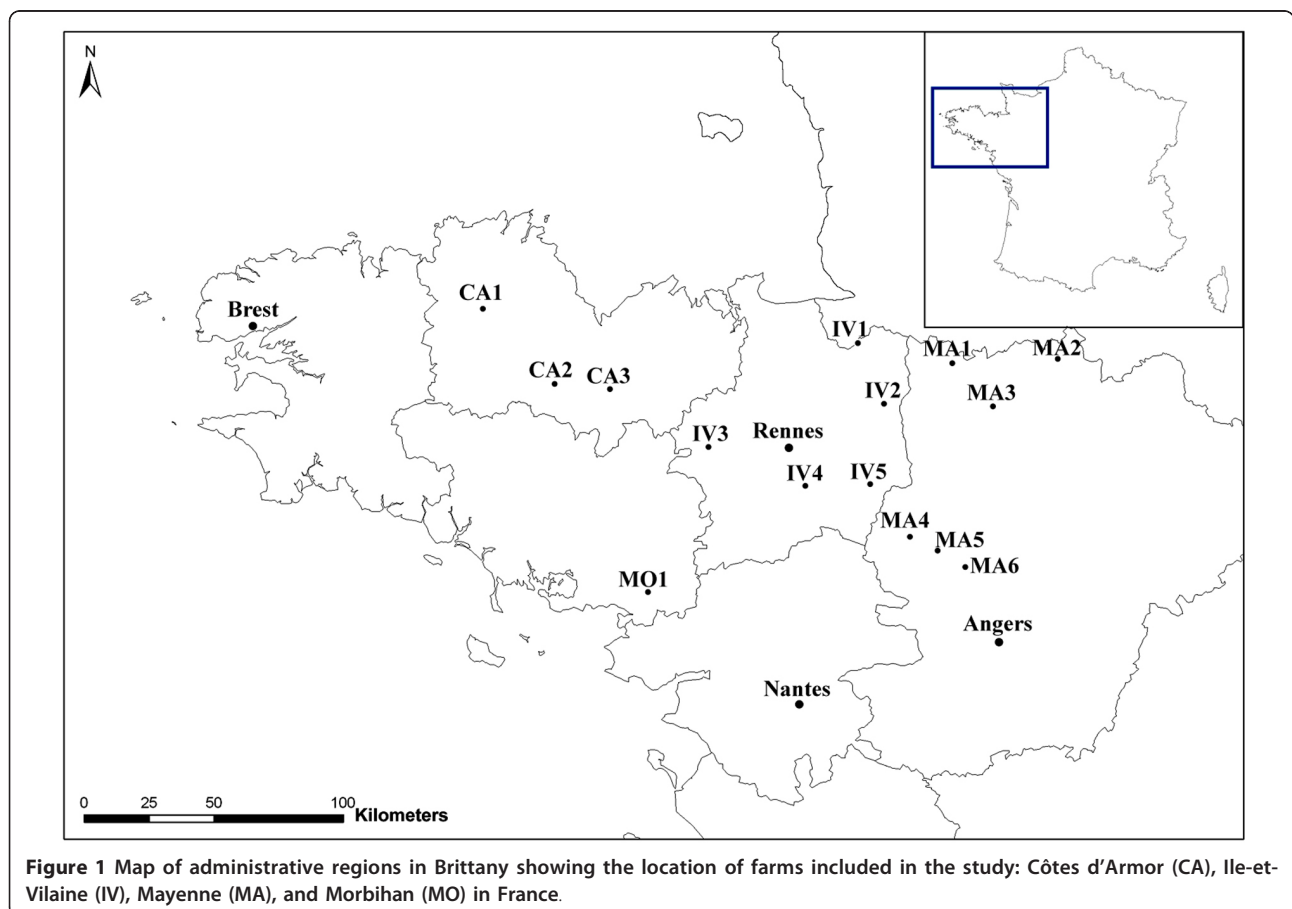 N
CA1
Brest
IV1
MA1
MA2
CA2
CA3
IV2
MA3
IV3
Rennes
IV4
IV5
MA4
MA5
MA6
MO1
Angers
Nantes
0 25 50 100
Kilometers
Figure 1 Map of administrative regions in Brittany showing the location of farms included in the study: Côtes d'Armor (CA), Ile-et-
Vilaine (IV), Mayenne (MA), and Morbihan (MO) in France.